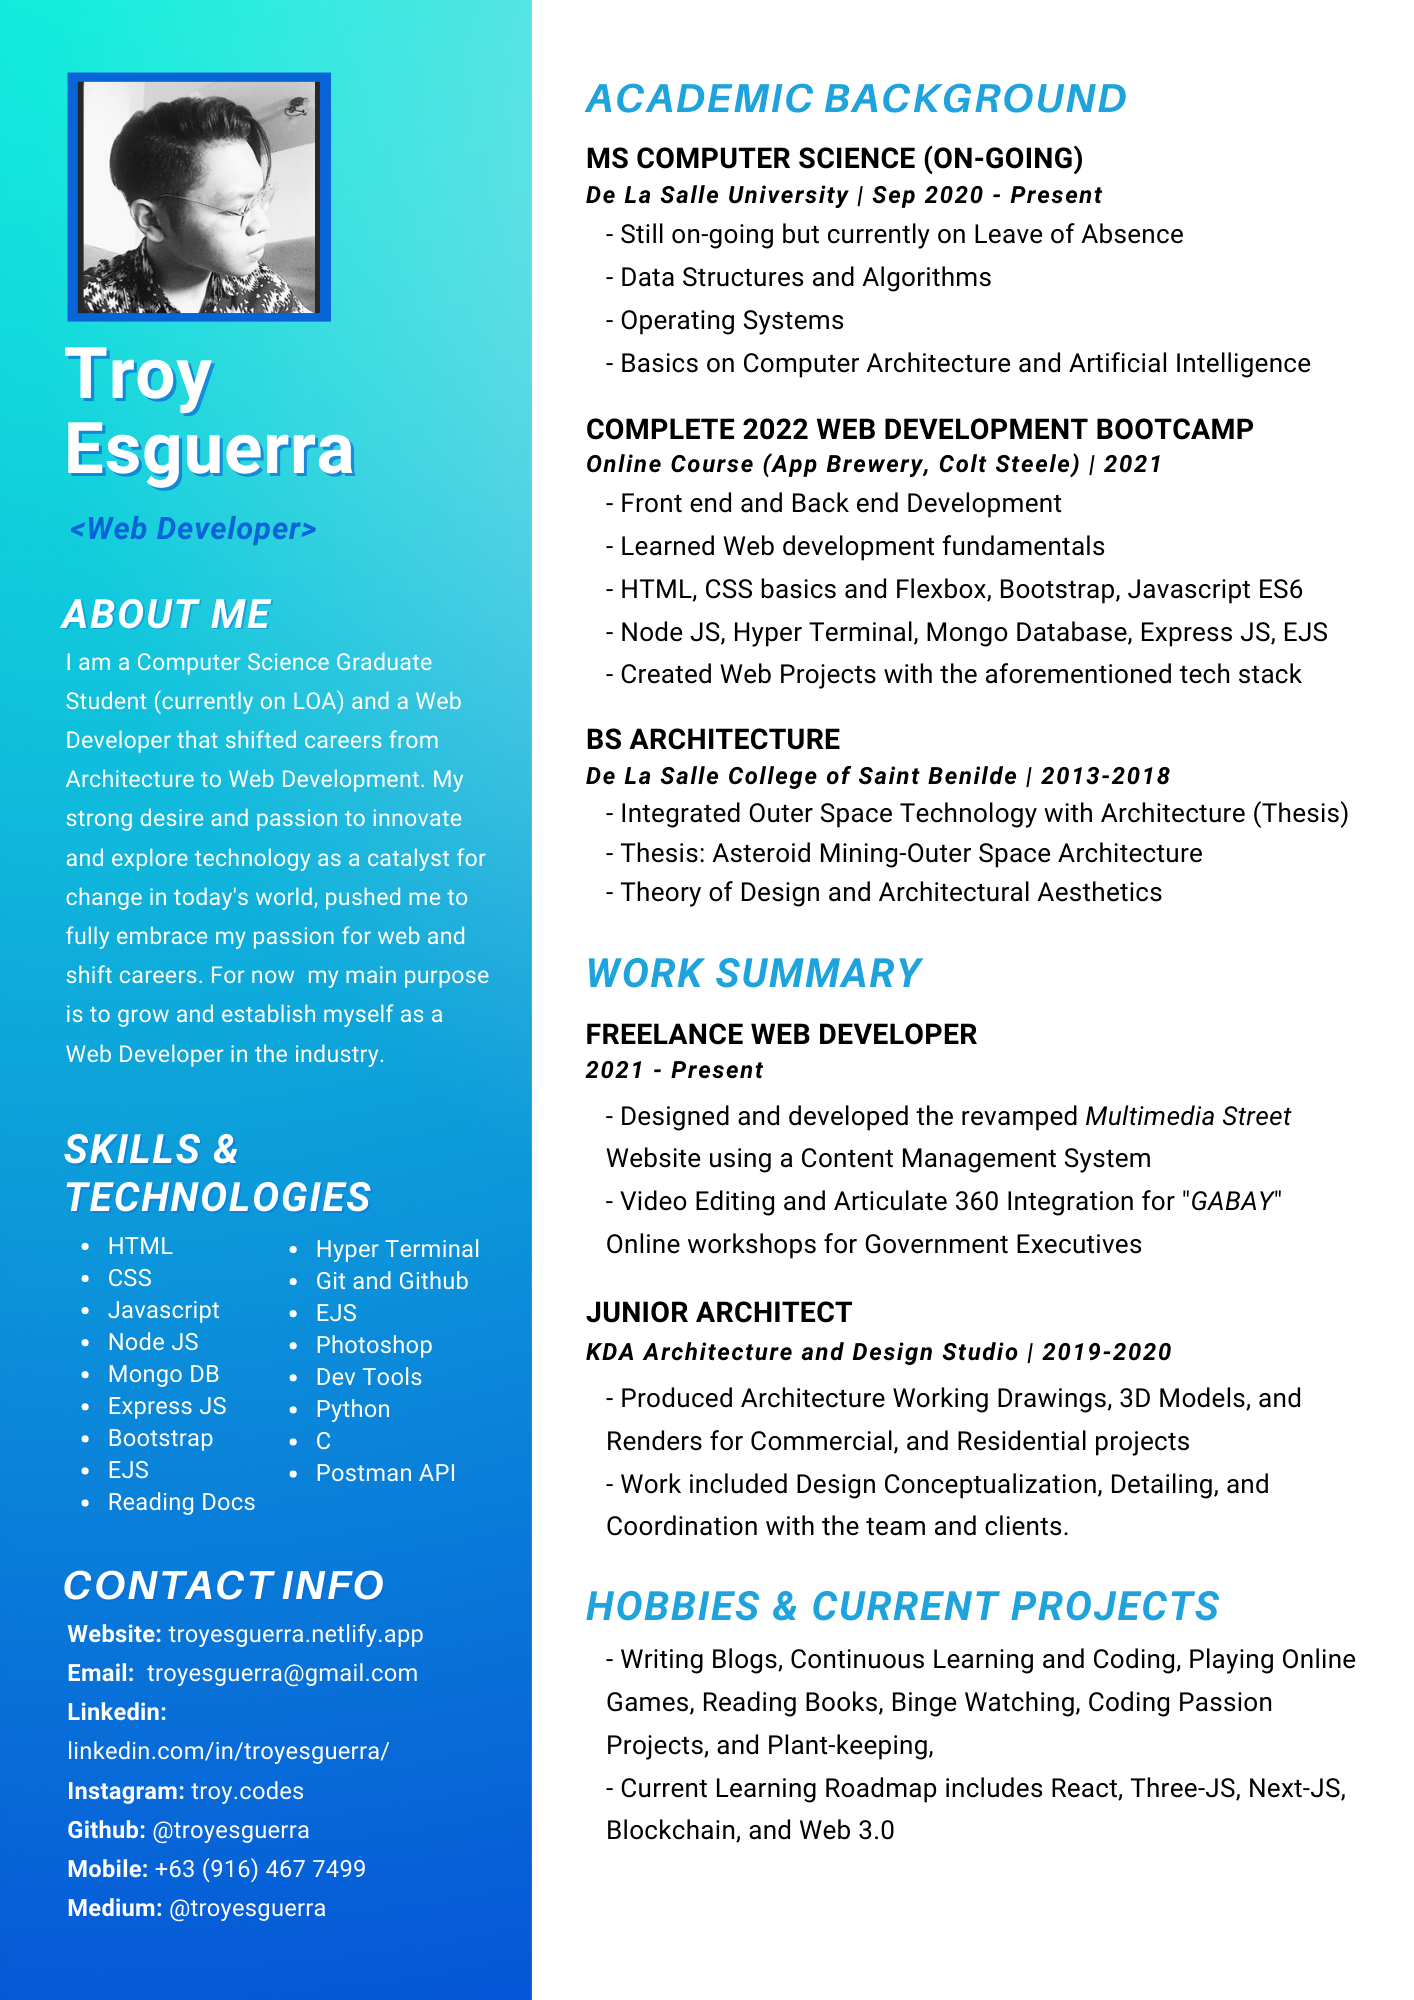 Troy
Esguerra
<Web Developer>
ABOUT ME
I am a Computer Science Graduate
Student (currently on LOA) and a Web
Developer that shifted careers from
Architecture to Web Development. My
strong desire and passion to innovate
and explore technology as a catalyst for
change in today's world, pushed me to
fully embrace my passion for web and
shift careers. For now  my main purpose
is to grow and establish myself as a
Web Developer in the industry.
SKILLS &
TECHNOLOGIES
• HTML
• CSS
• Javascript
• Node JS
• Mongo DB
• Express JS
• Bootstrap
• EJS
• Reading Docs
• Hyper Terminal
• Git and Github
• EJS
• Photoshop
• Dev Tools
• Python
• C
• Postman API
CONTACT INFO
Website: troyesguerra.netlify.app
Email:  troyesguerra@gmail.com
Linkedin:
linkedin.com/in/troyesguerra/
Instagram: troy.codes
Github: @troyesguerra
Mobile: +63 (916) 467 7499
Medium: @troyesguerra
ACADEMIC BACKGROUND
MS COMPUTER SCIENCE (ON-GOING)
De La Salle University | Sep 2020 - Present
- Still on-going but currently on Leave of Absence
- Data Structures and Algorithms
- Operating Systems
- Basics on Computer Architecture and Artificial Intelligence
COMPLETE 2022 WEB DEVELOPMENT BOOTCAMP
Online Course (App Brewery, Colt Steele) | 2021
- Front end and Back end Development
- Learned Web development fundamentals
- HTML, CSS basics and Flexbox, Bootstrap, Javascript ES6
- Node JS, Hyper Terminal, Mongo Database, Express JS, EJS
- Created Web Projects with the aforementioned tech stack
BS ARCHITECTURE
De La Salle College of Saint Benilde | 2013-2018
- Integrated Outer Space Technology with Architecture (Thesis)
- Thesis: Asteroid Mining-Outer Space Architecture
- Theory of Design and Architectural Aesthetics
WORK SUMMARY
FREELANCE WEB DEVELOPER
2021 - Present
- Designed and developed the revamped Multimedia Street
Website using a Content Management System
- Video Editing and Articulate 360 Integration for "GABAY"
Online workshops for Government Executives
JUNIOR ARCHITECT
KDA Architecture and Design Studio | 2019-2020
- Produced Architecture Working Drawings, 3D Models, and
Renders for Commercial, and Residential projects
- Work included Design Conceptualization, Detailing, and
Coordination with the team and clients.
HOBBIES & CURRENT PROJECTS
- Writing Blogs, Continuous Learning and Coding, Playing Online
Games, Reading Books, Binge Watching, Coding Passion
Projects, and Plant-keeping,
- Current Learning Roadmap includes React, Three-JS, Next-JS,
Blockchain, and Web 3.0